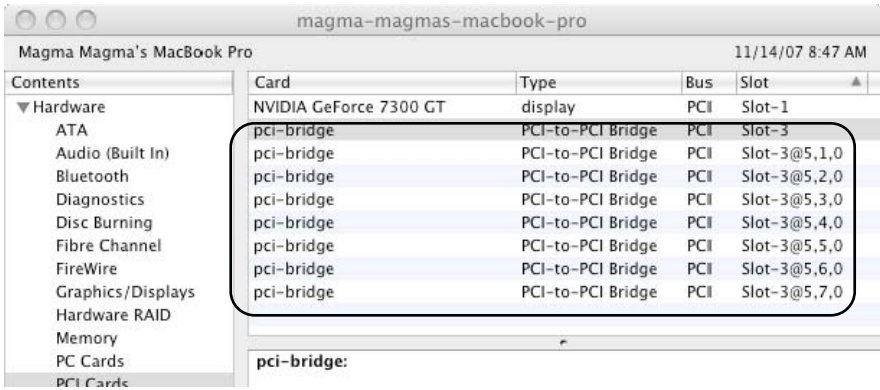 magma-magmas-macbook-pro
Magma Magma's MacBook Pro 11/14/07 8:47 AM
Contents Card Type Bus Slot
Hardware NVIDIA GeForce 7300 GT display PCI Slot-1
ATA pci-bridge PCI-to-PCI Bridge PCI Slot-3
Audio (Built In) pci-bridge PCI-to-PCI Bridge PCI Slot-3@5,1,0
Bluetooth pci-bridge PCI-to-PCI Bridge PCI Slot-3@5,2,0
Diagnostics pci-bridge PCI-to-PCI Bridge PCI Slot-3@5,3,0
Disc Burning pci-bridge PCI-to-PCI Bridge PCI Slot-3@5,4,0
Fibre Channel pci-bridge PCI-to-PCI Bridge PCI Slot-3@5,5,0
FireWire pci-bridge PCI-to-PCI Bridge PCI Slot-3@5,6,0
Graphics/Displays pci-bridge PCI-to-PCI Bridge PCI Slot-3@5,7,0
Hardware RAID
Memory
PC Cards pci-bridge:
PCI Cards